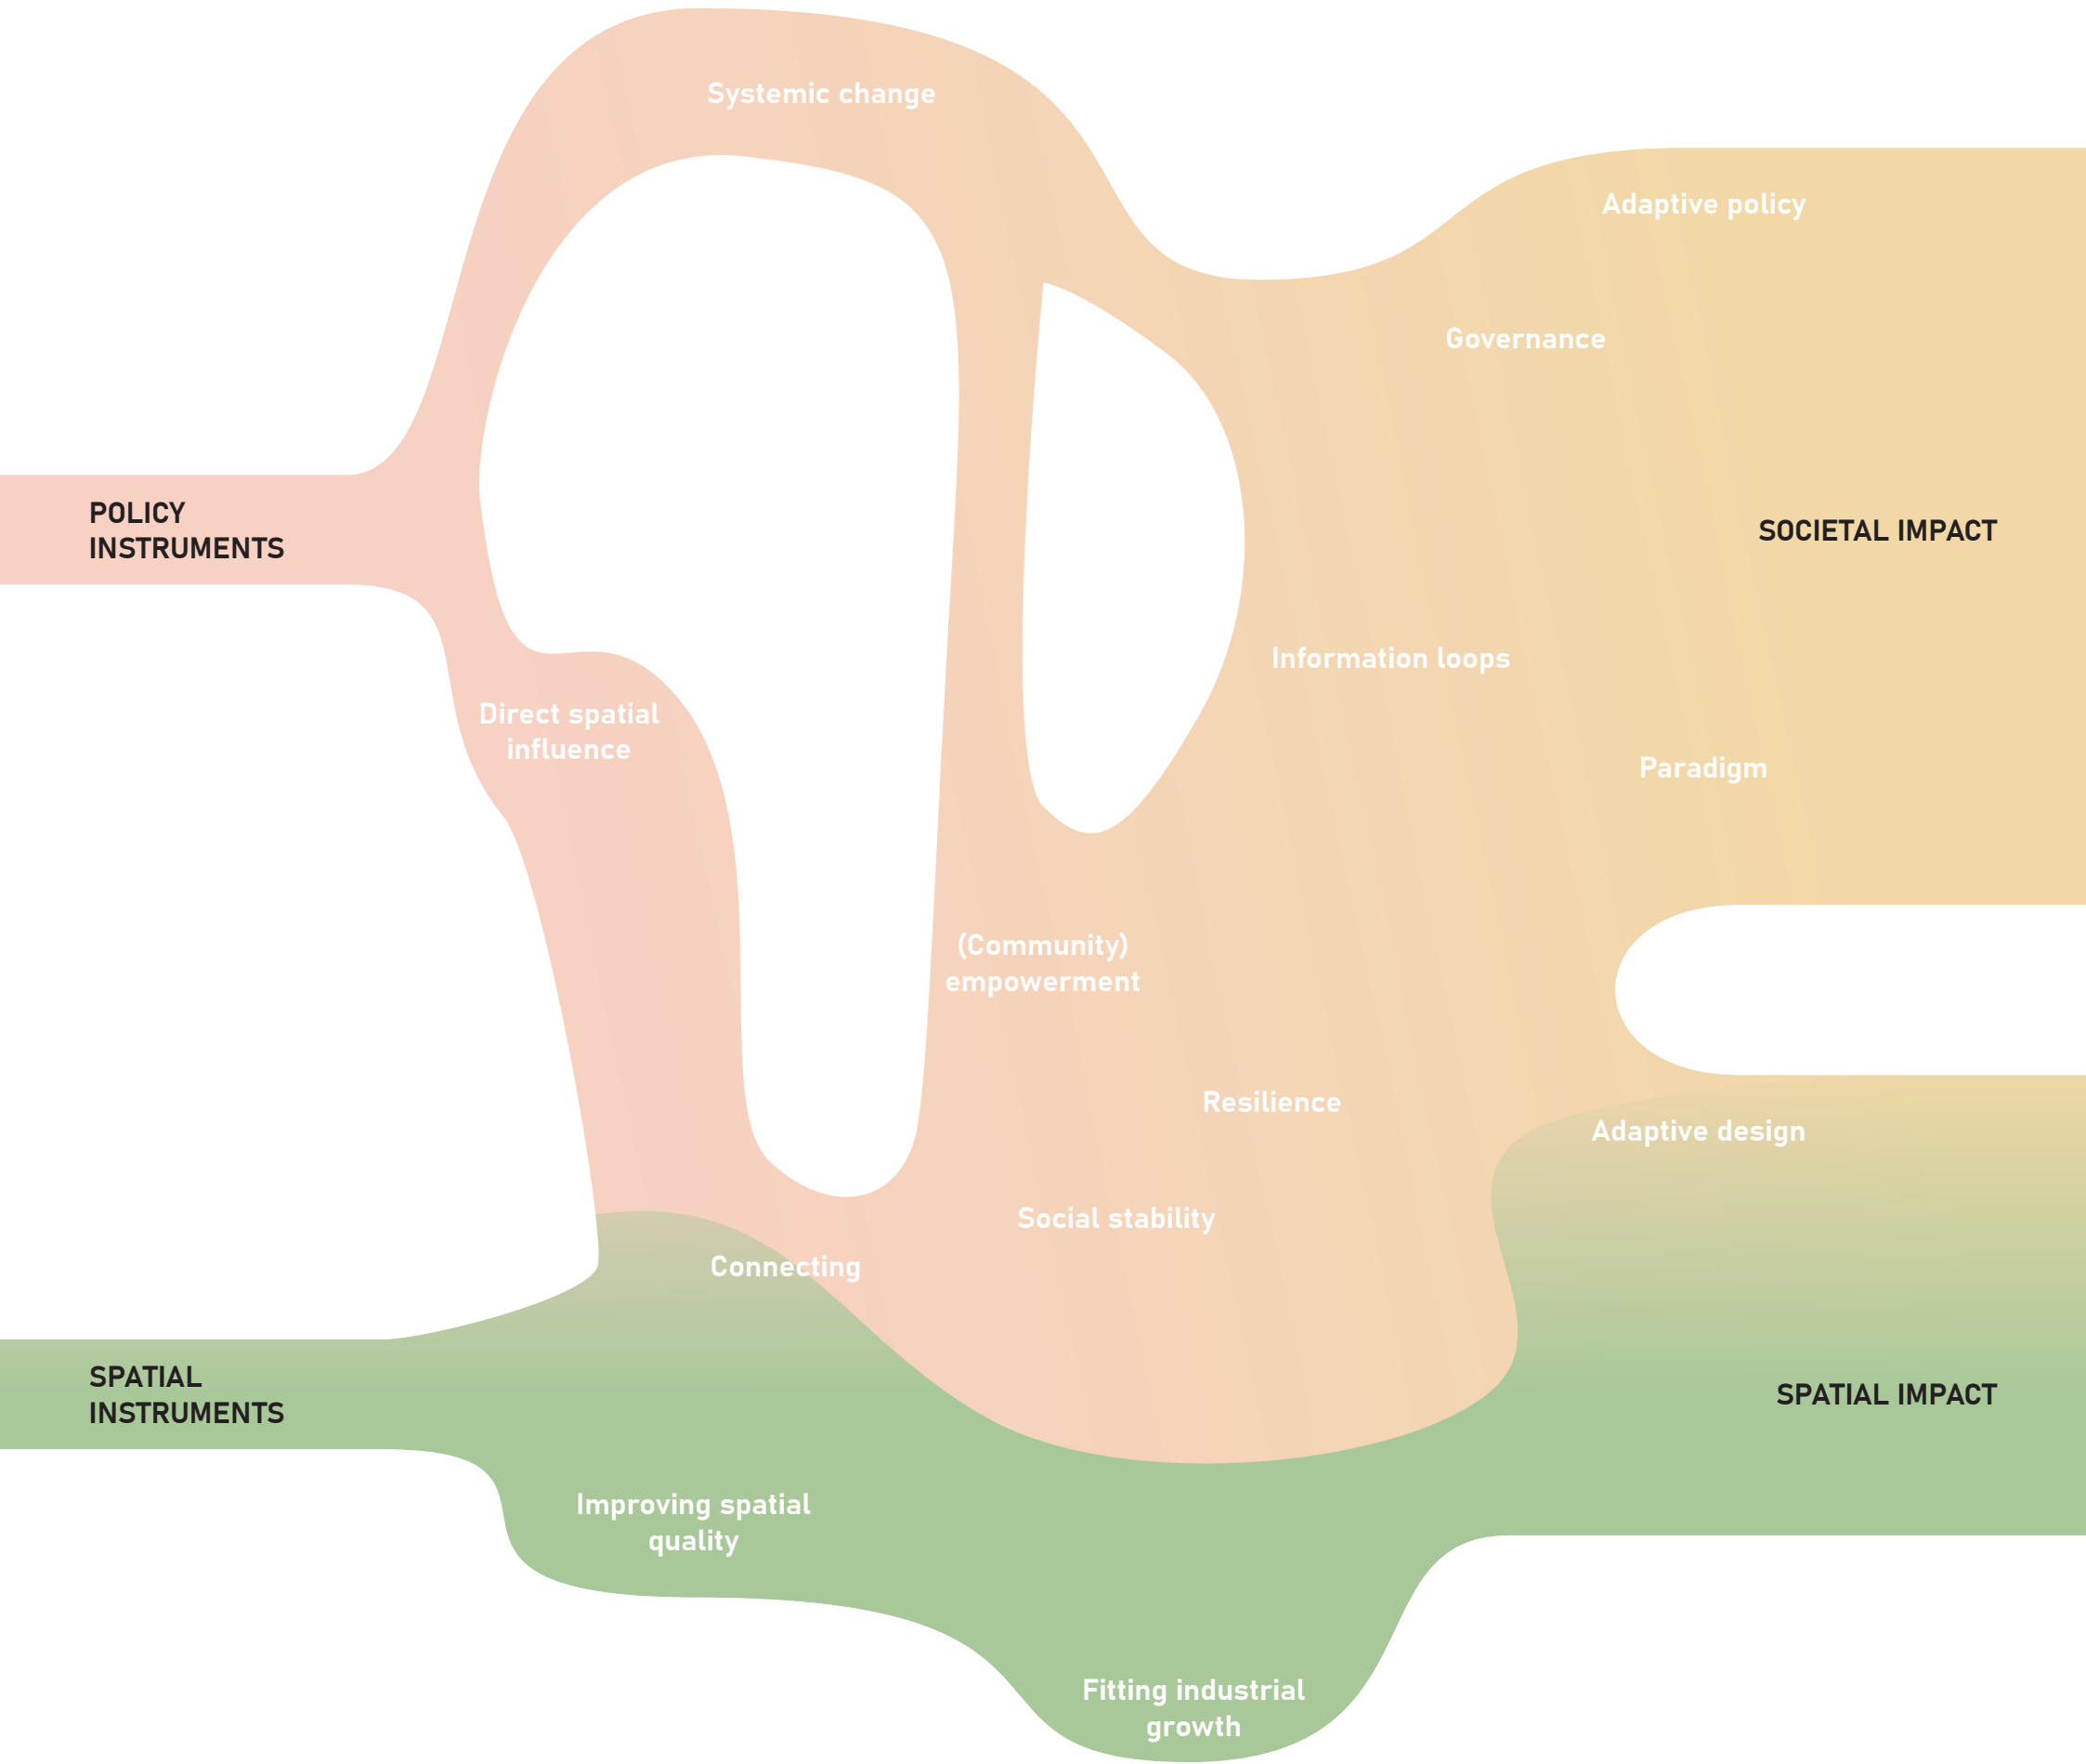 Systemic change
Adaptive policy
Governance
POLICY
INSTRUMENTS
SOCIETAL IMPACT
Information loops
Direct spatial
influence
Paradigm
(Community)
empowerment
Resilience
Adaptive design
Social stability
Connecting
SPATIAL
INSTRUMENTS
SPATIAL IMPACT
Improving spatial
quality
Fitting industrial
growth